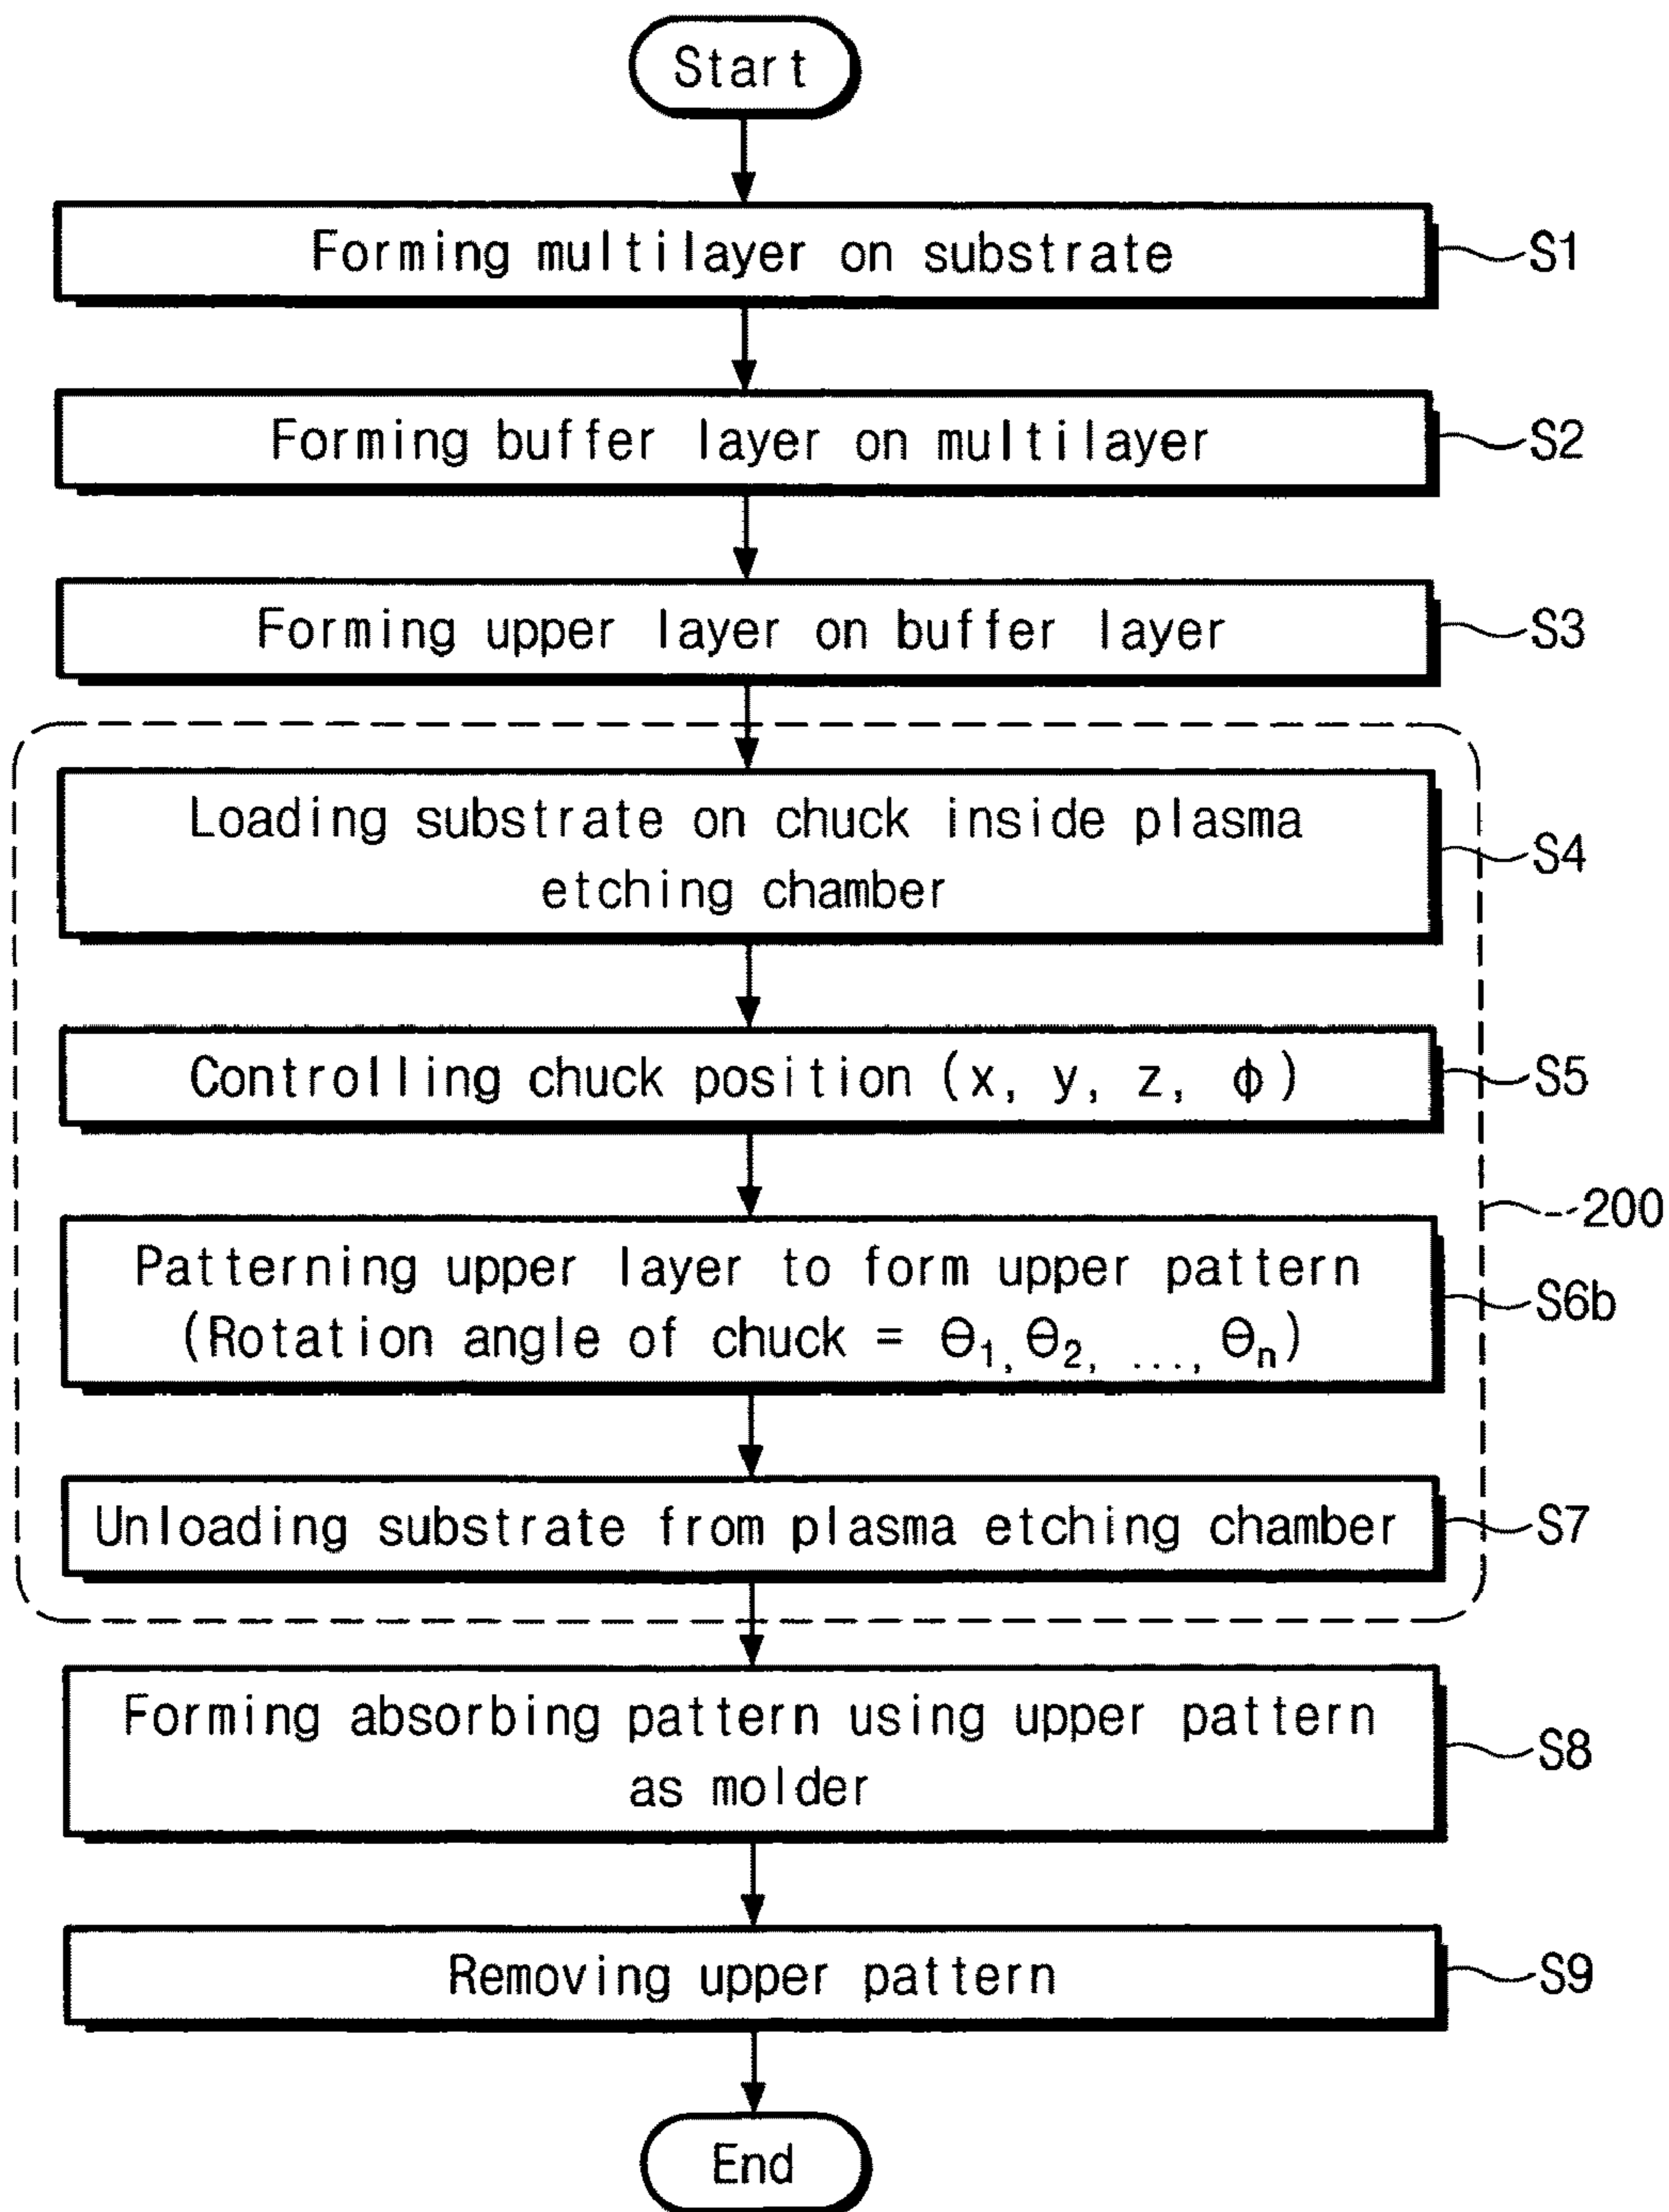 Start
Forming multilayer on substrate
S1
Forming buffer layer on multilayer
S2
Forming upper layer on buffer layer
S3
Loading substrate on chuck inside plasma
etching chamber
S4
Controlling chuck position (x, y, z, ϕ)
S5
200
Patterning upper layer to form upper pattern
(Rotation angle of chuck = Θ₁, Θ₂, ..., Θₙ)
S6b
Unloading substrate from plasma etching chamber
S7
Forming absorbing pattern using upper pattern
as molder
S8
Removing upper pattern
S9
End